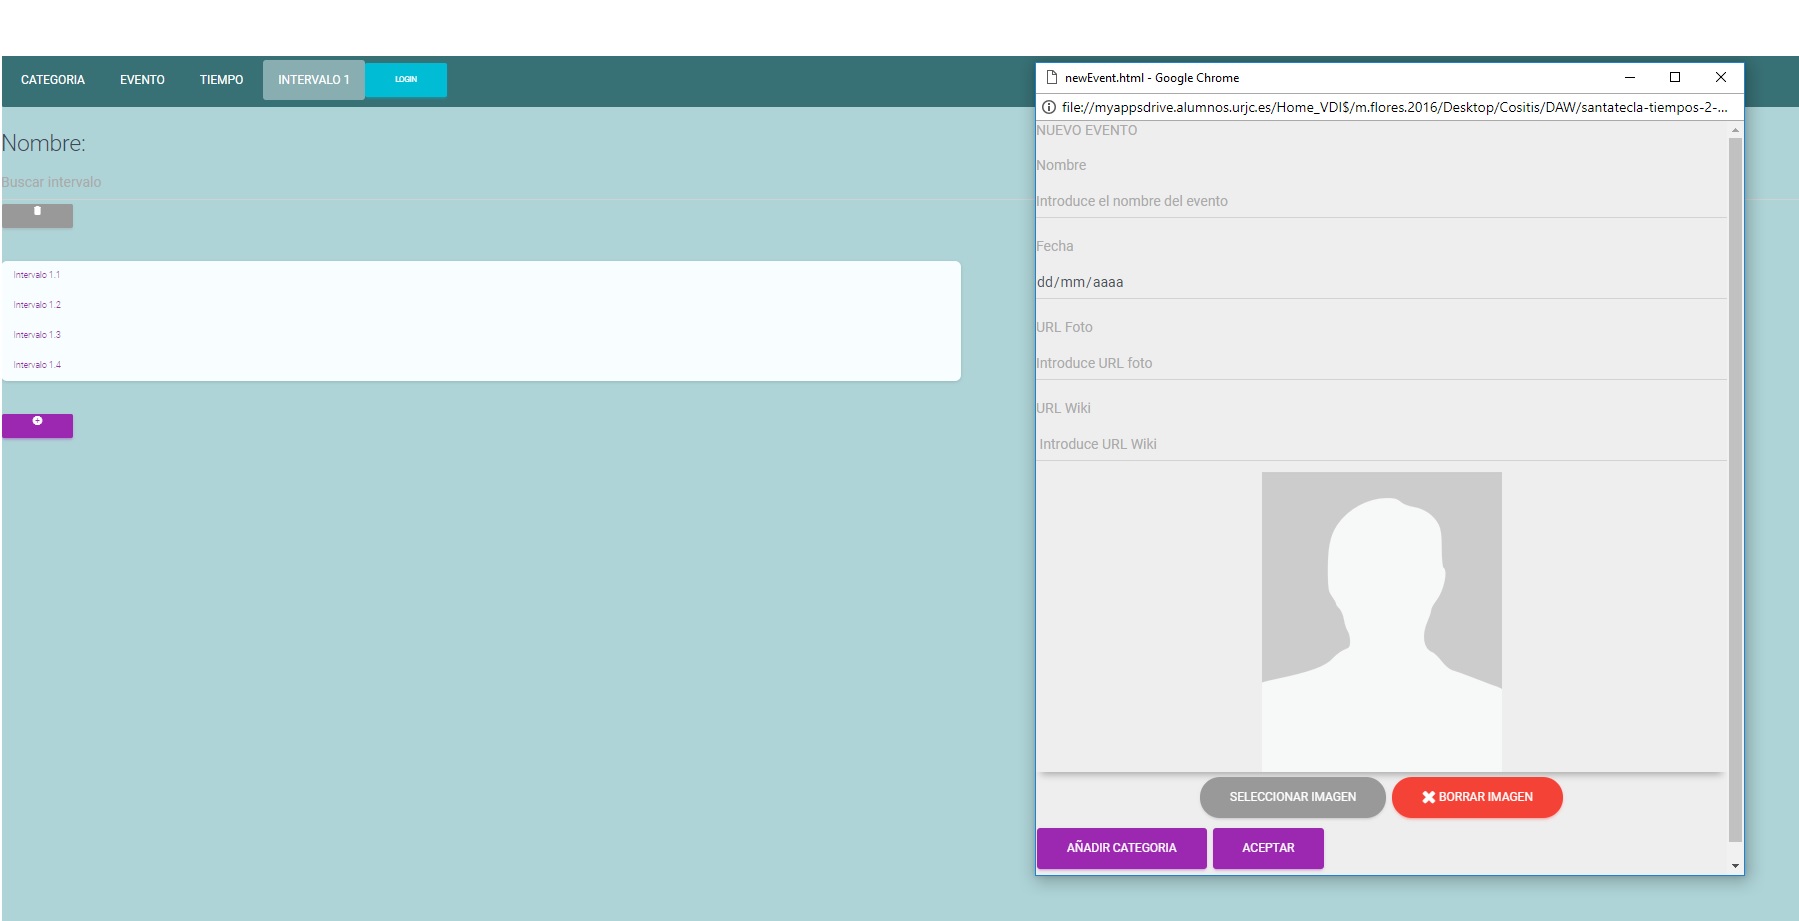 CATEGORIA EVENTO TIEMPO INTERVALO 1 LOGIN
Nombre:
Buscar intervalo
Intervalo 1.1
Intervalo 1.2
Intervalo 1.3
Intervalo 1.4
newEvent.html - Google Chrome
file://myappsdrive.alumnos.urjc.es/Home_VDI$/m.flores.2016/Desktop/Cositis/DAW/santatecla-tiempos-2-...
NUEVO EVENTO
Nombre
Introduce el nombre del evento
Fecha
dd/mm/aaaa
URL Foto
Introduce URL foto
URL Wiki
Introduce URL Wiki
SELECCIONAR IMAGEN BORRAR IMAGEN
AÑADIR CATEGORIA ACEPTAR